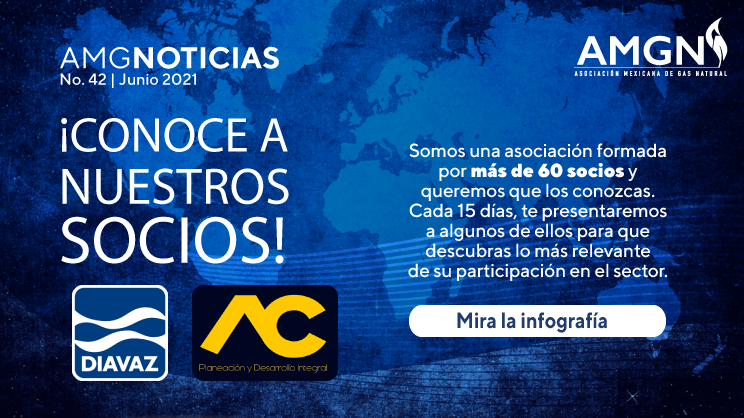 AMGNOTICIAS
No. 42 | Junio 2021
AMGN
ASOCIACIÓN MEXICANA DE GAS NATURAL
¡CONOCE A
NUESTROS
SOCIOS!
Somos una asociación formada
por más de 60 socios y
queremos que los conozcas.
Cada 15 días, te presentaremos
a algunos de ellos para que
descubras lo más relevante
de su participación en el sector.
DIAVAZ
AC
Planeación y Desarrollo Integral
Mira la infografía